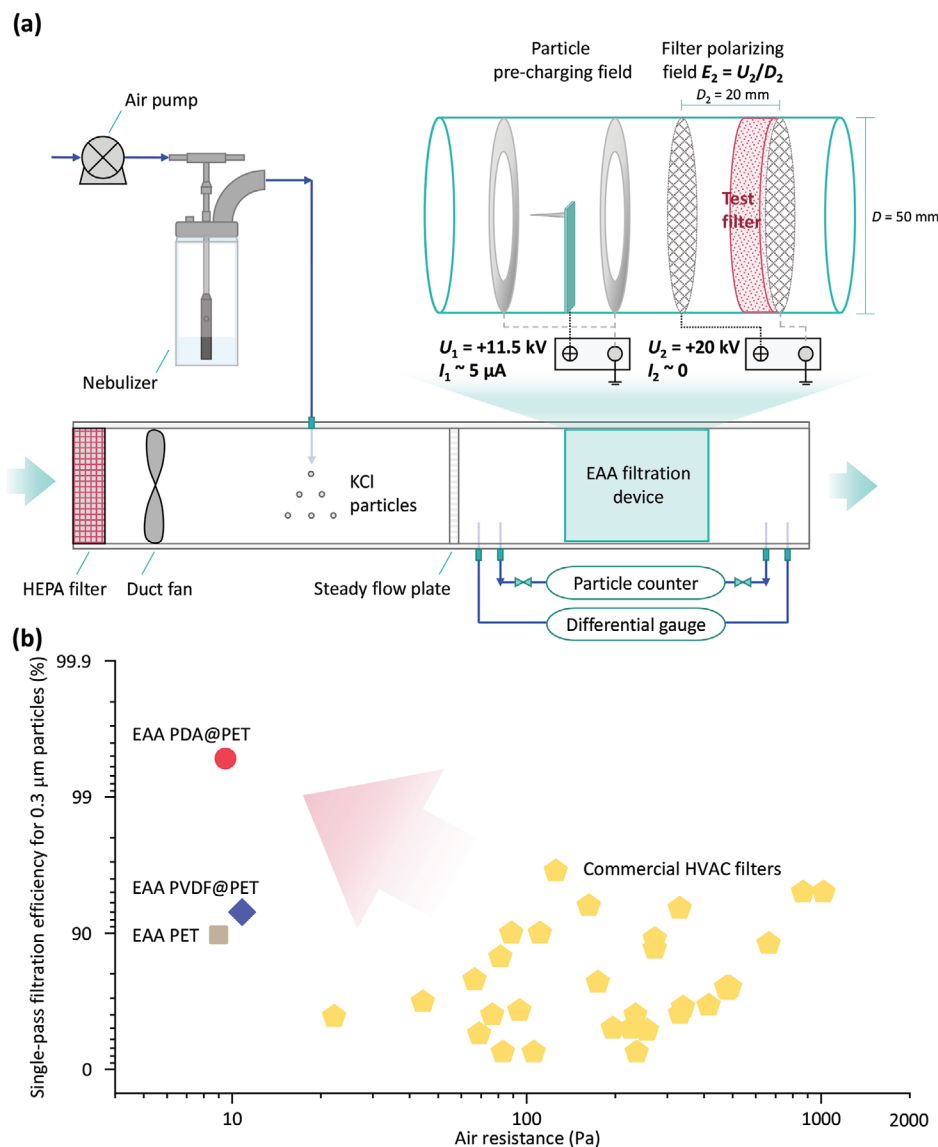 (a)
Particle
pre-charging field
Filter polarizing
field E₂ = U₂/D₂
D₂ = 20 mm
Air pump
Test
filter
D = 50 mm
U₁ = +11.5 kV
I₁ ~ 5 μA
U₂ = +20 kV
I₂ ~ 0
Nebulizer
KCl
particles
EAA filtration
device
HEPA filter
Duct fan
Steady flow plate
Particle counter
Differential gauge
(b)
Single-pass filtration efficiency for 0.3 μm particles (%)
99.9
99
90
0
EAA PDA@PET
EAA PVDF@PET
EAA PET
Commercial HVAC filters
10
100
1000
2000
Air resistance (Pa)